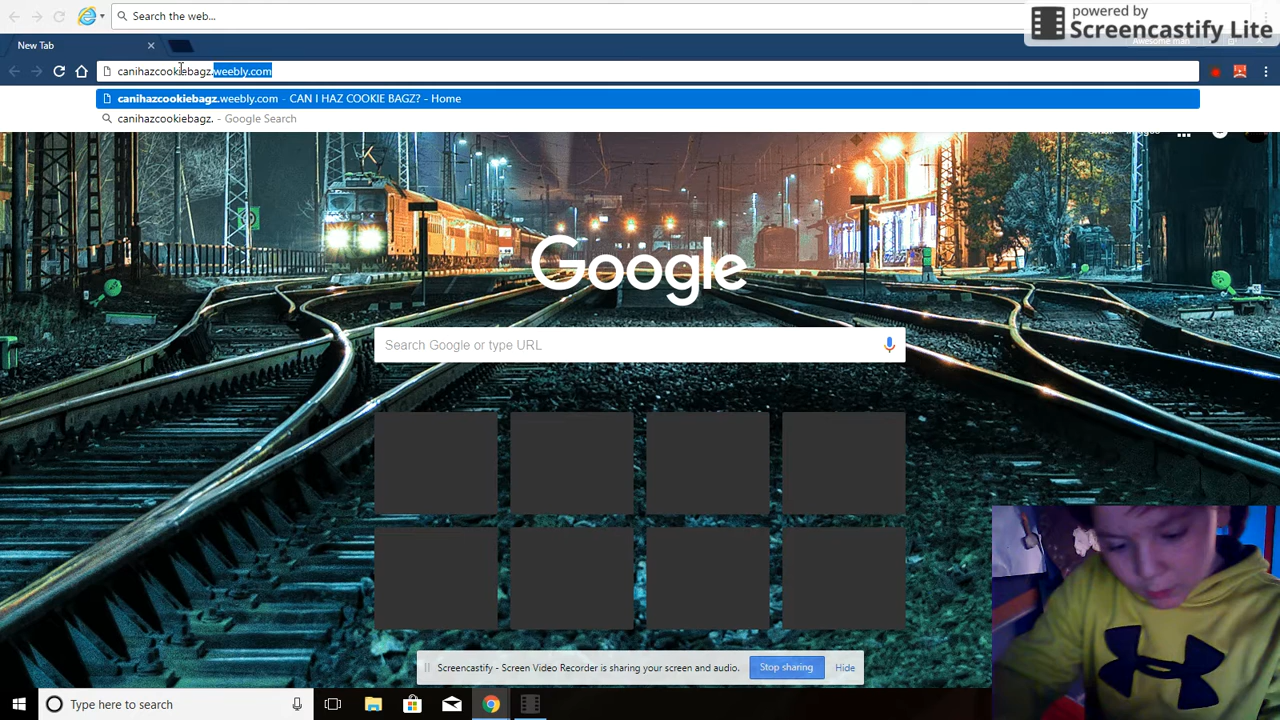 Search the web...
powered by
Screencastify Lite
New Tab
canihazcookiebagz.weebly.com
canihazcookiebagz.weebly.com - CAN I HAZ COOKIE BAGZ? - Home
canihazcookiebagz. - Google Search
Google
Search Google or type URL
Screencastify - Screen Video Recorder is sharing your screen and audio.
Stop sharing
Hide
Type here to search